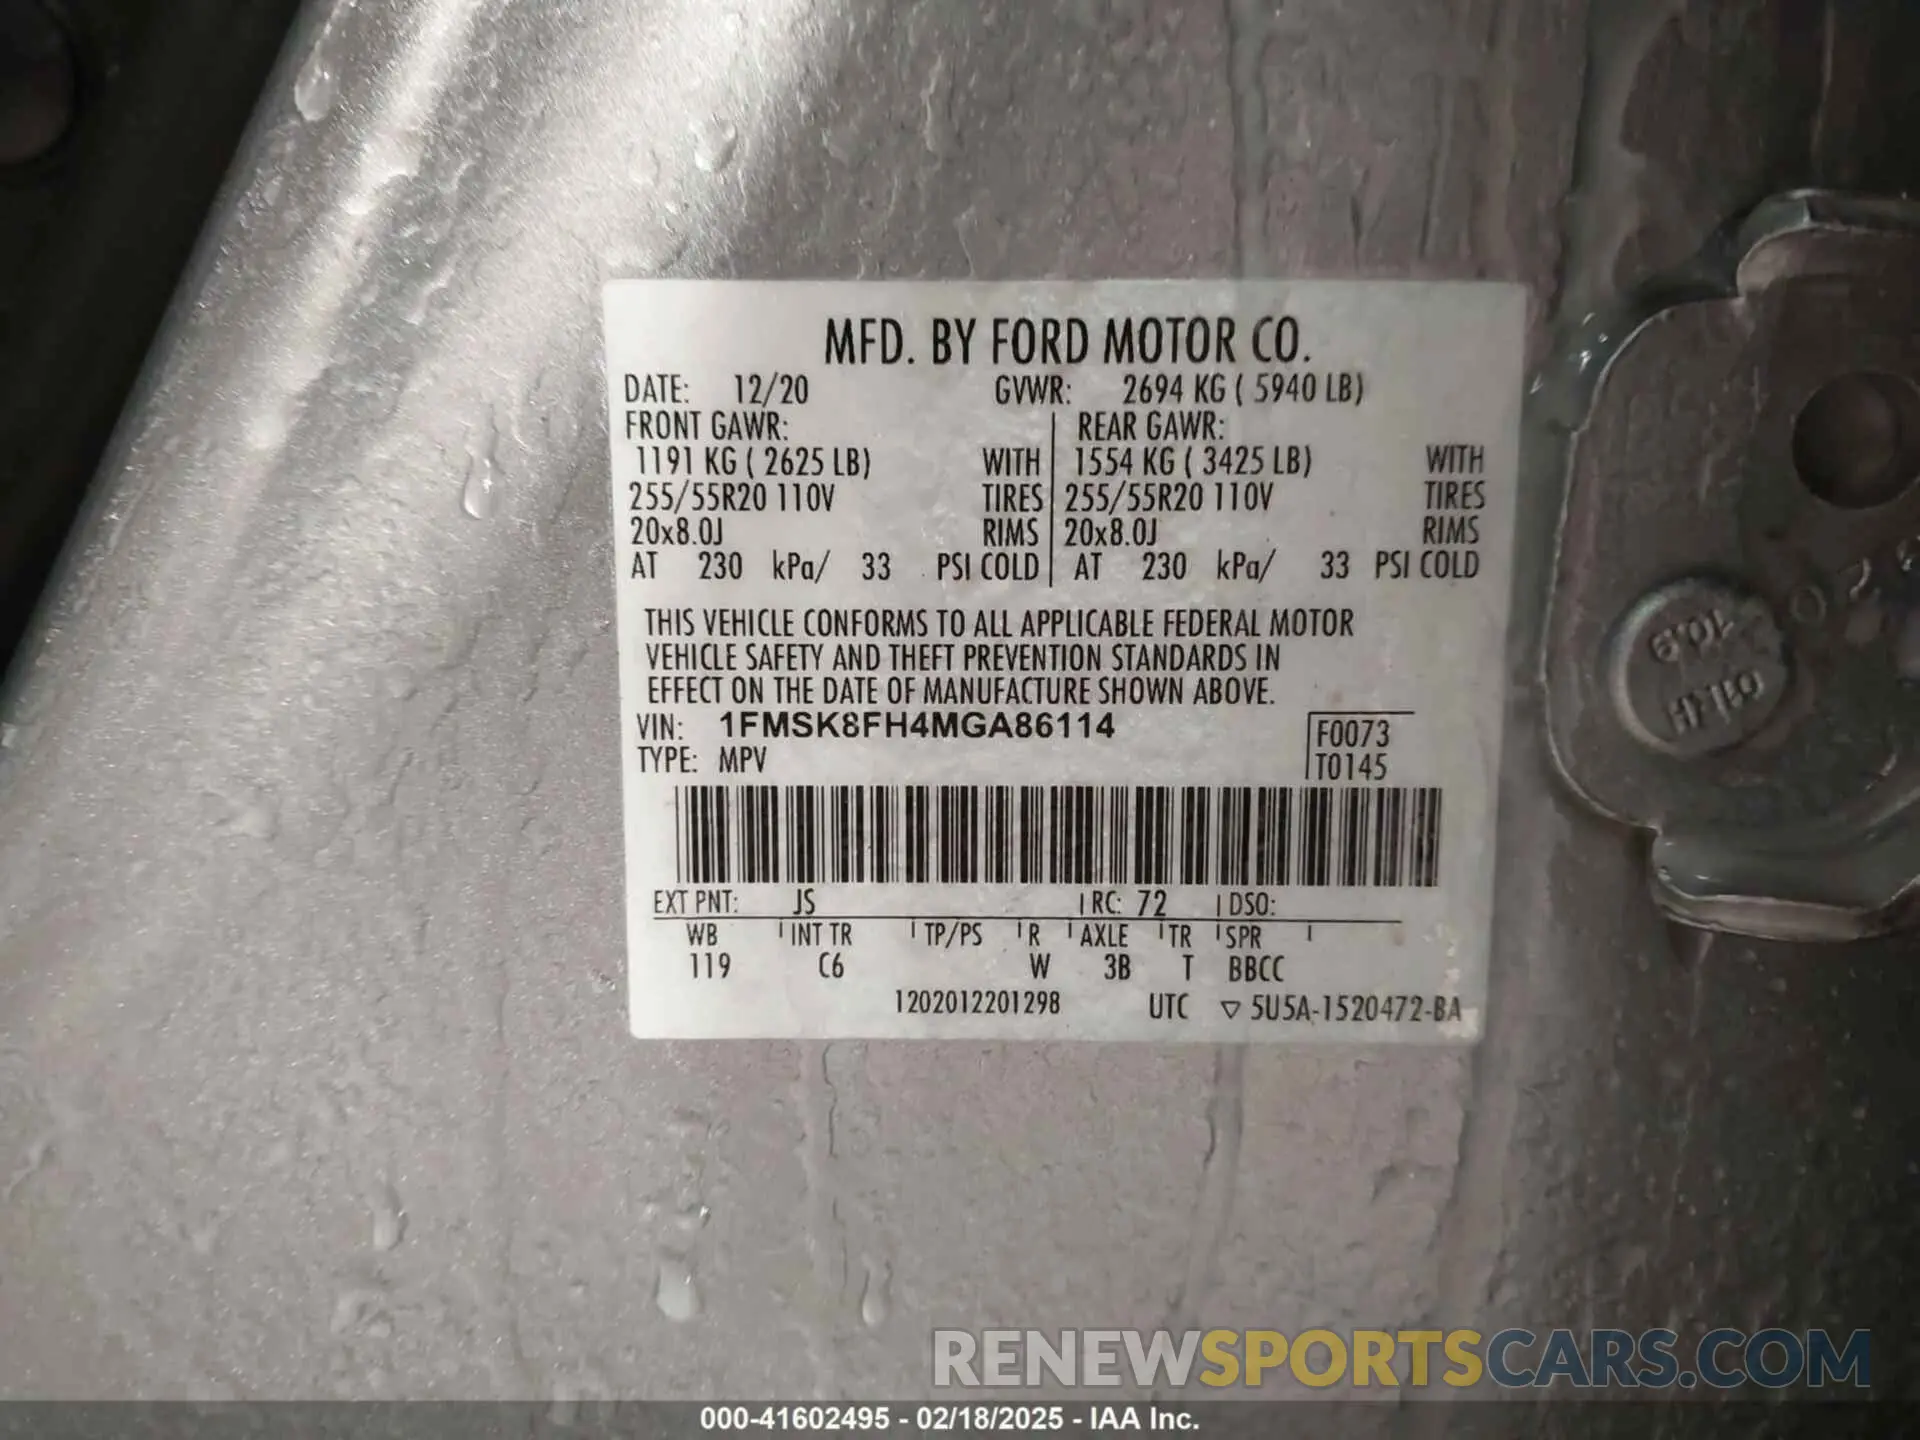 MFD. BY FORD MOTOR CO.
DATE: 12/20 GVWR: 2694 KG ( 5940 LB)
FRONT GAWR: REAR GAWR:
1191 KG ( 2625 LB) WITH 1554 KG ( 3425 LB) WITH
255/55R20 110V TIRES 255/55R20 110V TIRES
20x8.0J RIMS 20x8.0J RIMS
AT 230 kPa/ 33 PSI COLD AT 230 kPa/ 33 PSI COLD
THIS VEHICLE CONFORMS TO ALL APPLICABLE FEDERAL MOTOR
VEHICLE SAFETY AND THEFT PREVENTION STANDARDS IN
EFFECT ON THE DATE OF MANUFACTURE SHOWN ABOVE.
VIN: 1FMSK8FH4MGA86114 F0073
TYPE: MPV T0145
EXT PNT: JS RC: 72 DSO:
WB INT TR TP/PS R AXLE TR SPR
119 C6 W 3B T BBCC
1202012201298 UTC ▽ 5U5A-1520472-BA
10.9
RENEWSPORTSCARS.COM
000-41602495 - 02/18/2025 - IAA Inc.